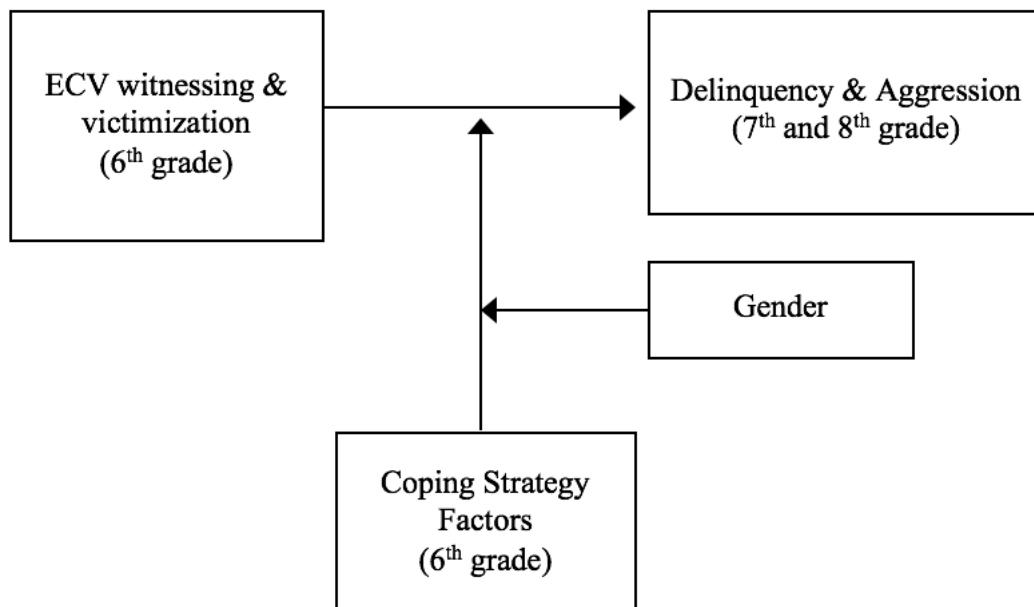 ECV witnessing &
victimization
(6th grade)
Delinquency & Aggression
(7th and 8th grade)
Gender
Coping Strategy
Factors
(6th grade)